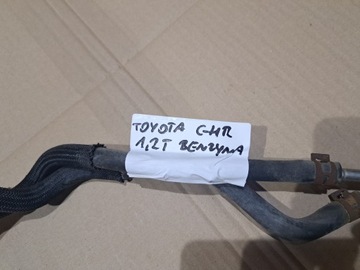 TOYOTA C-HR
1,2T BENZYNA